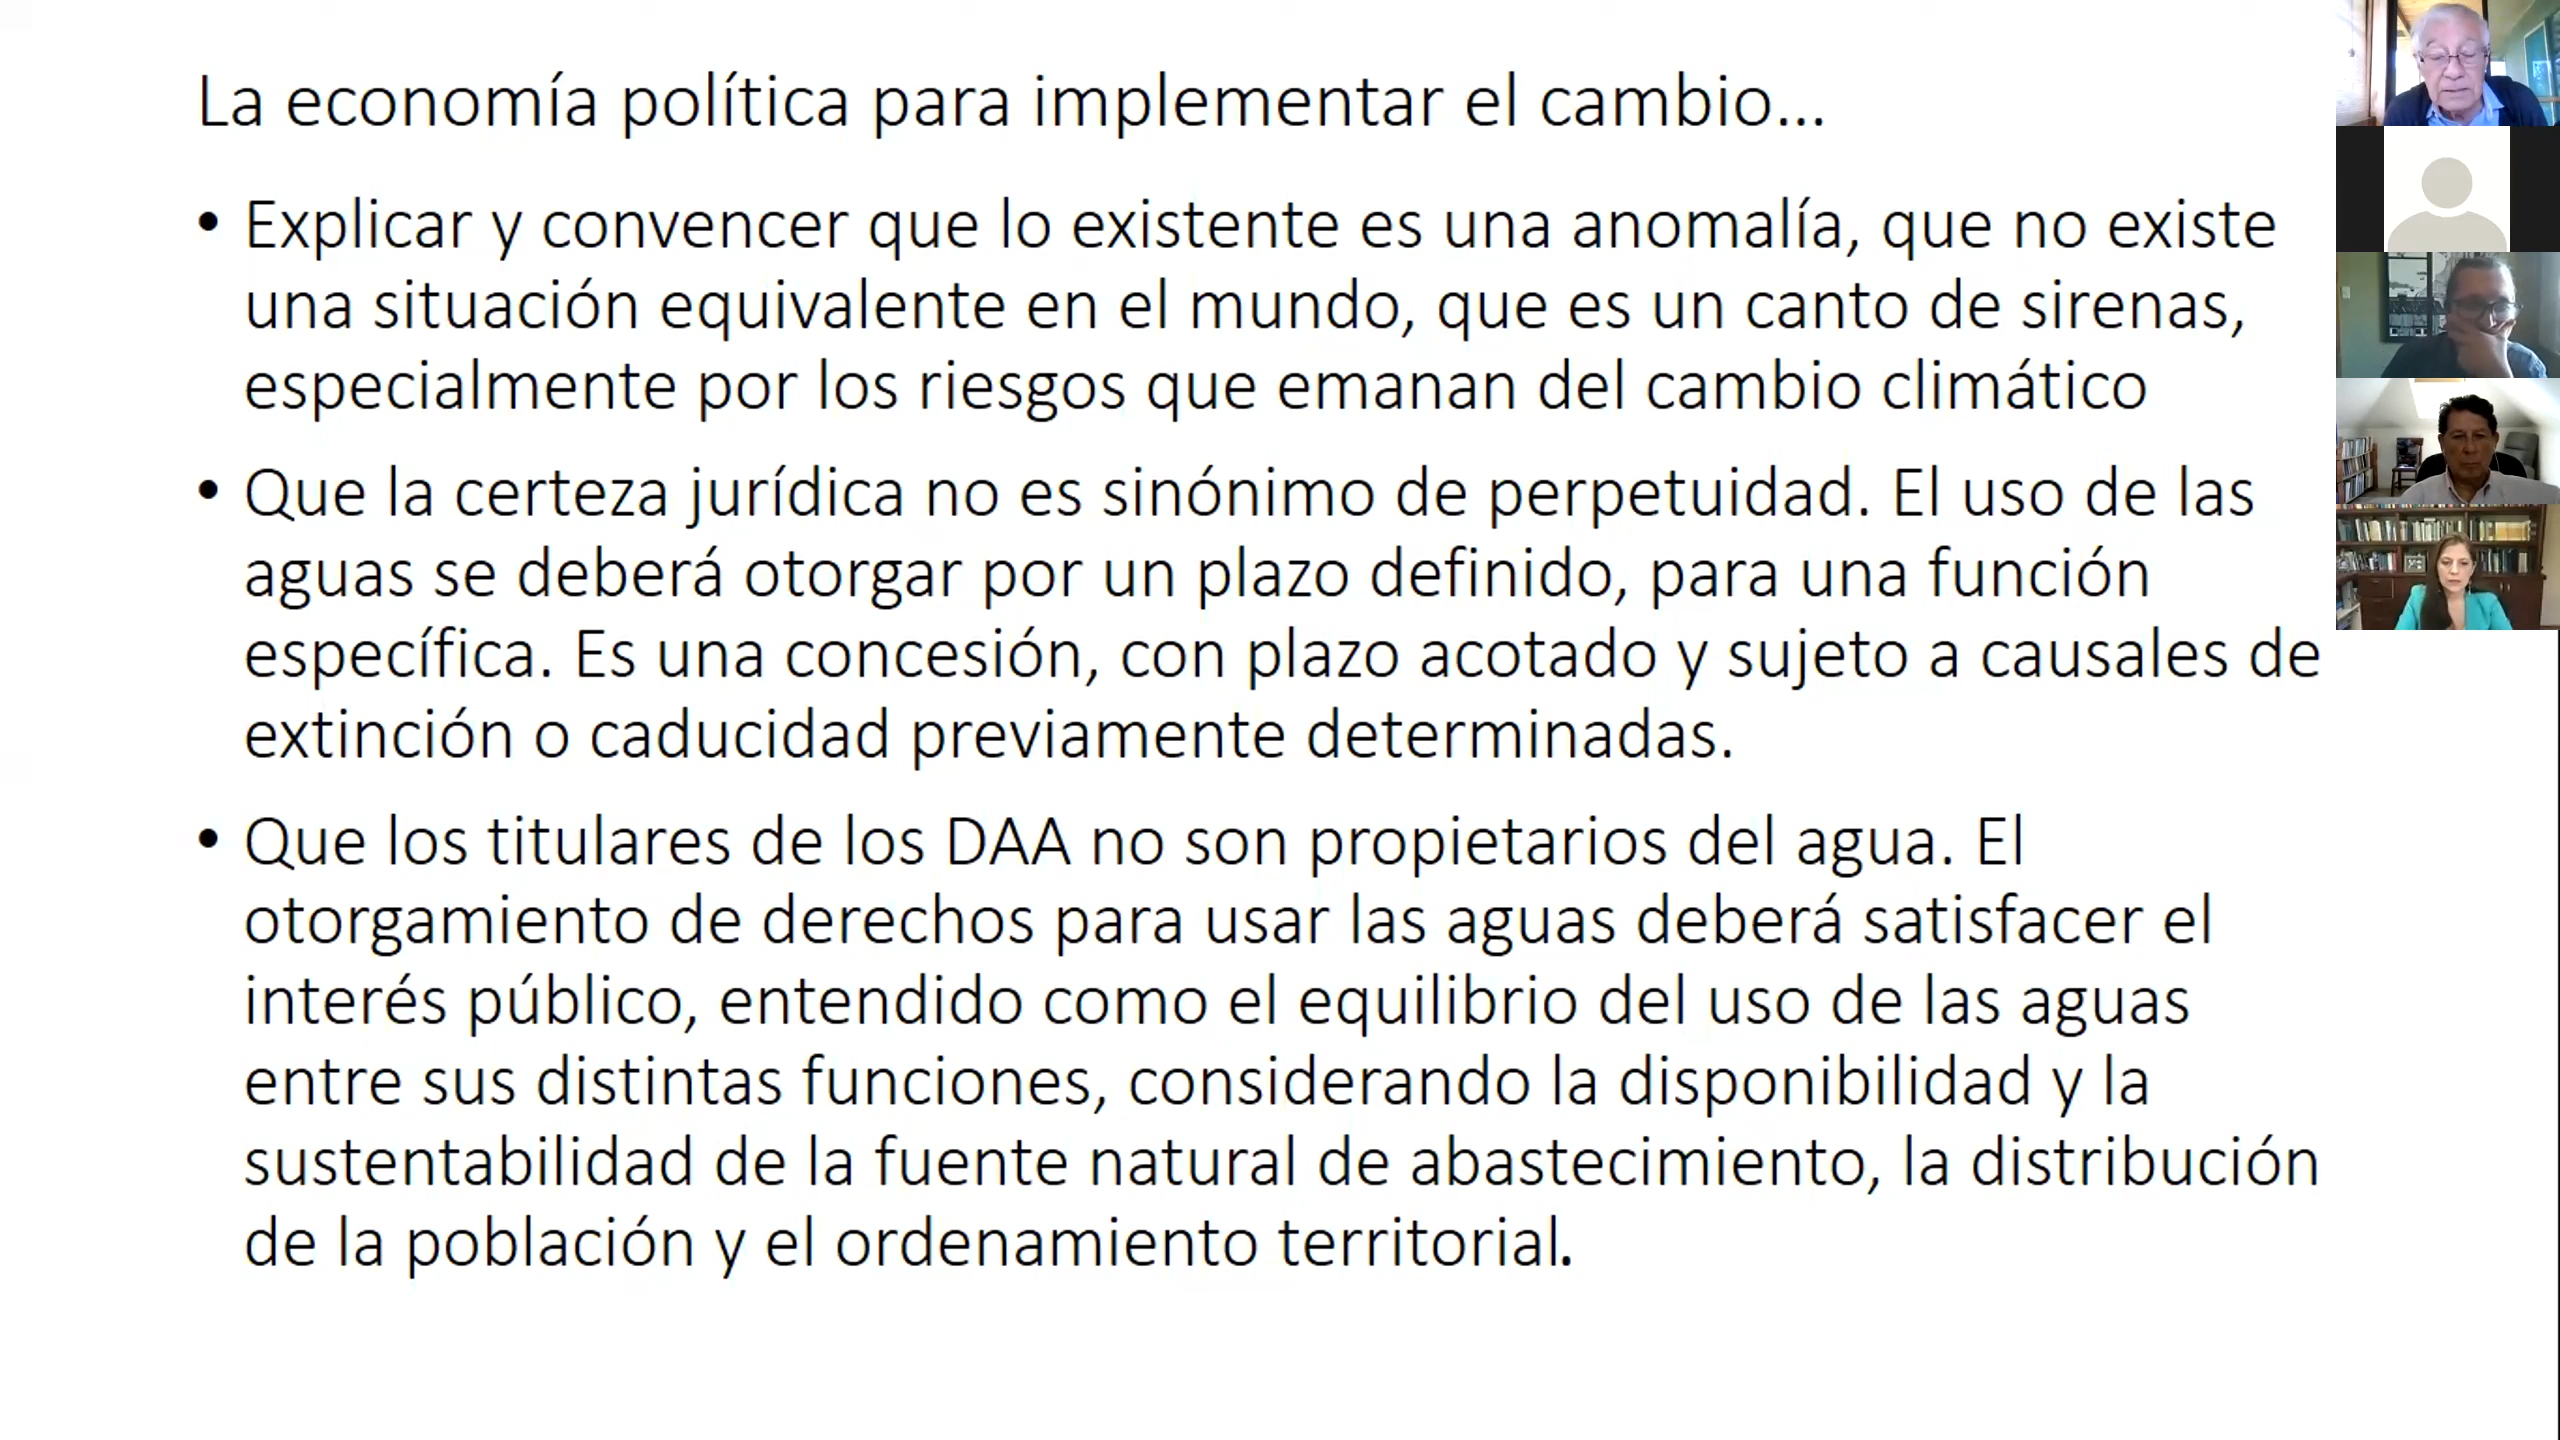 La economía política para implementar el cambio...
• Explicar y convencer que lo existente es una anomalía, que no existe
una situación equivalente en el mundo, que es un canto de sirenas,
especialmente por los riesgos que emanan del cambio climático
• Que la certeza jurídica no es sinónimo de perpetuidad. El uso de las
aguas se deberá otorgar por un plazo definido, para una función
específica. Es una concesión, con plazo acotado y sujeto a causales de
extinción o caducidad previamente determinadas.
• Que los titulares de los DAA no son propietarios del agua. El
otorgamiento de derechos para usar las aguas deberá satisfacer el
interés público, entendido como el equilibrio del uso de las aguas
entre sus distintas funciones, considerando la disponibilidad y la
sustentabilidad de la fuente natural de abastecimiento, la distribución
de la población y el ordenamiento territorial.